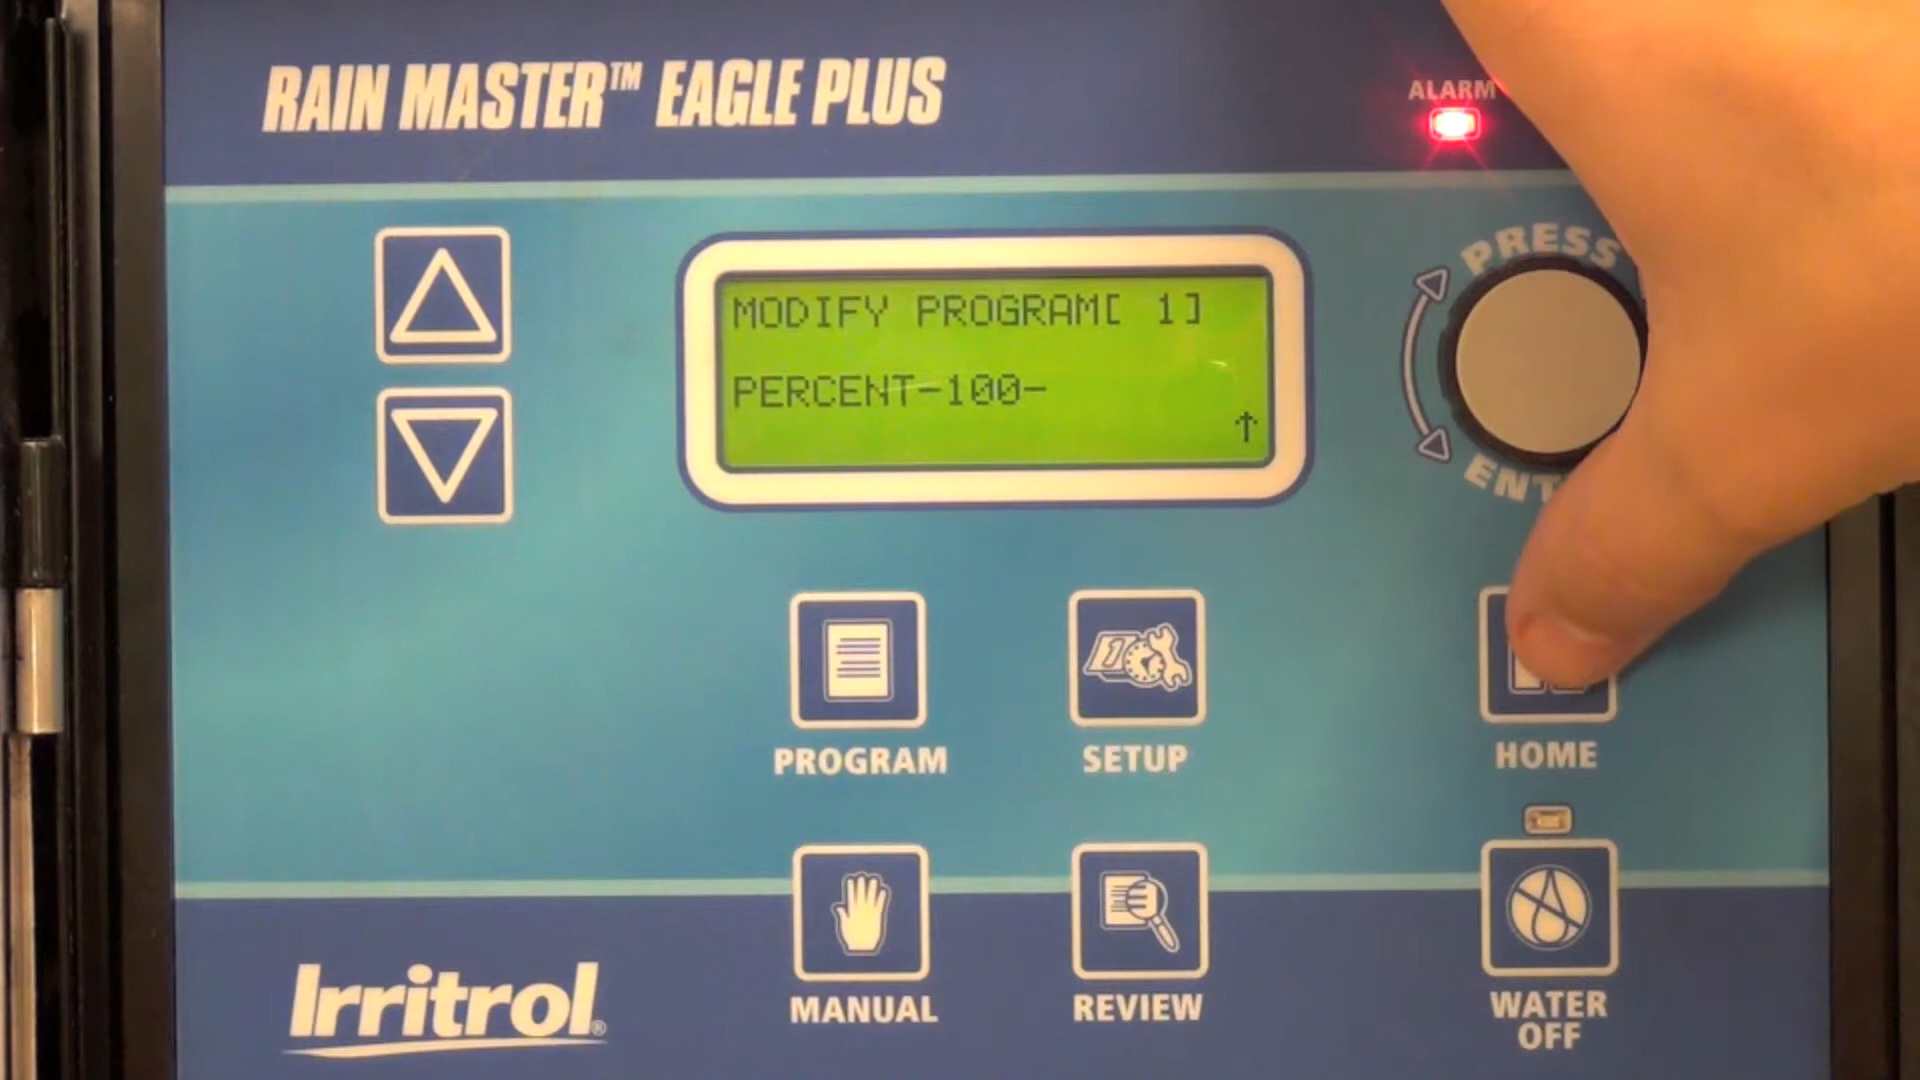 RAIN MASTER™ EAGLE PLUS
ALARM
PRESS
MODIFY PROGRAM[ 1]
PERCENT-100-
↑
PROGRAM
SETUP
HOME
MANUAL
REVIEW
WATER
OFF
Irritrol®